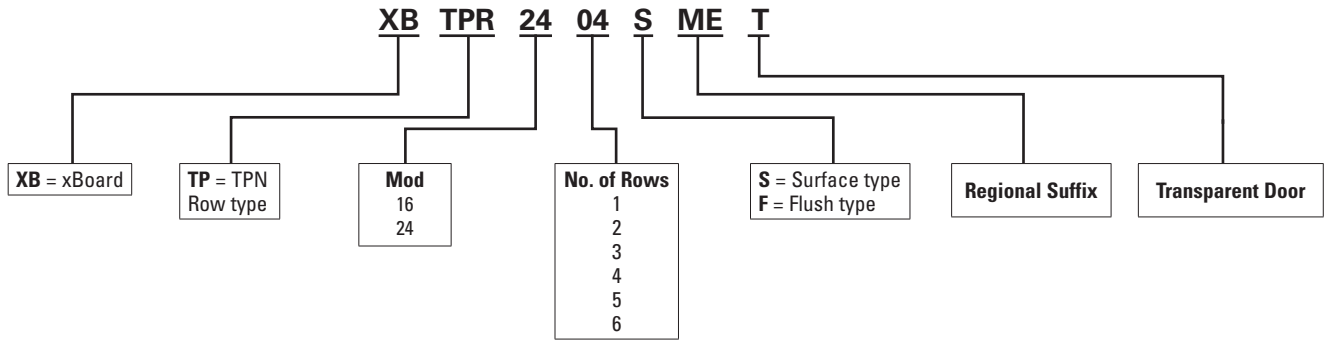 XB TPR 24 04 S ME T
XB = xBoard
TP = TPN
Row type
Mod
16
24
No. of Rows
1
2
3
4
5
6
S = Surface type
F = Flush type
Regional Suffix
Transparent Door